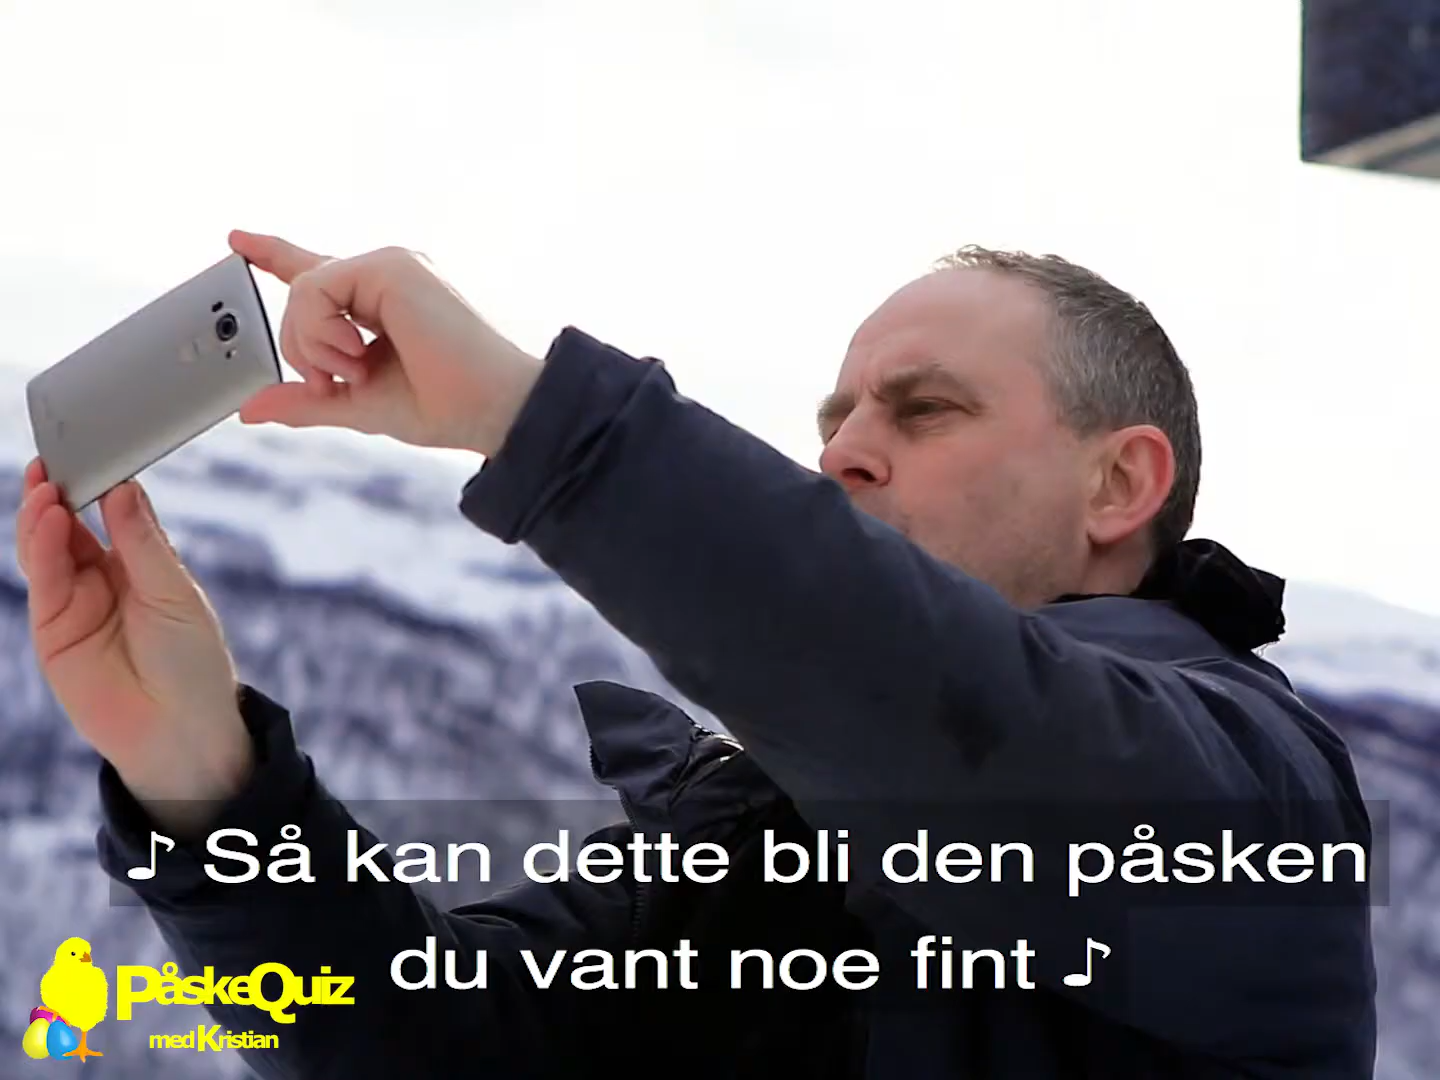 ♪ Så kan dette bli den påsken
du vant noe fint ♪
PåskeQuiz
med Kristian